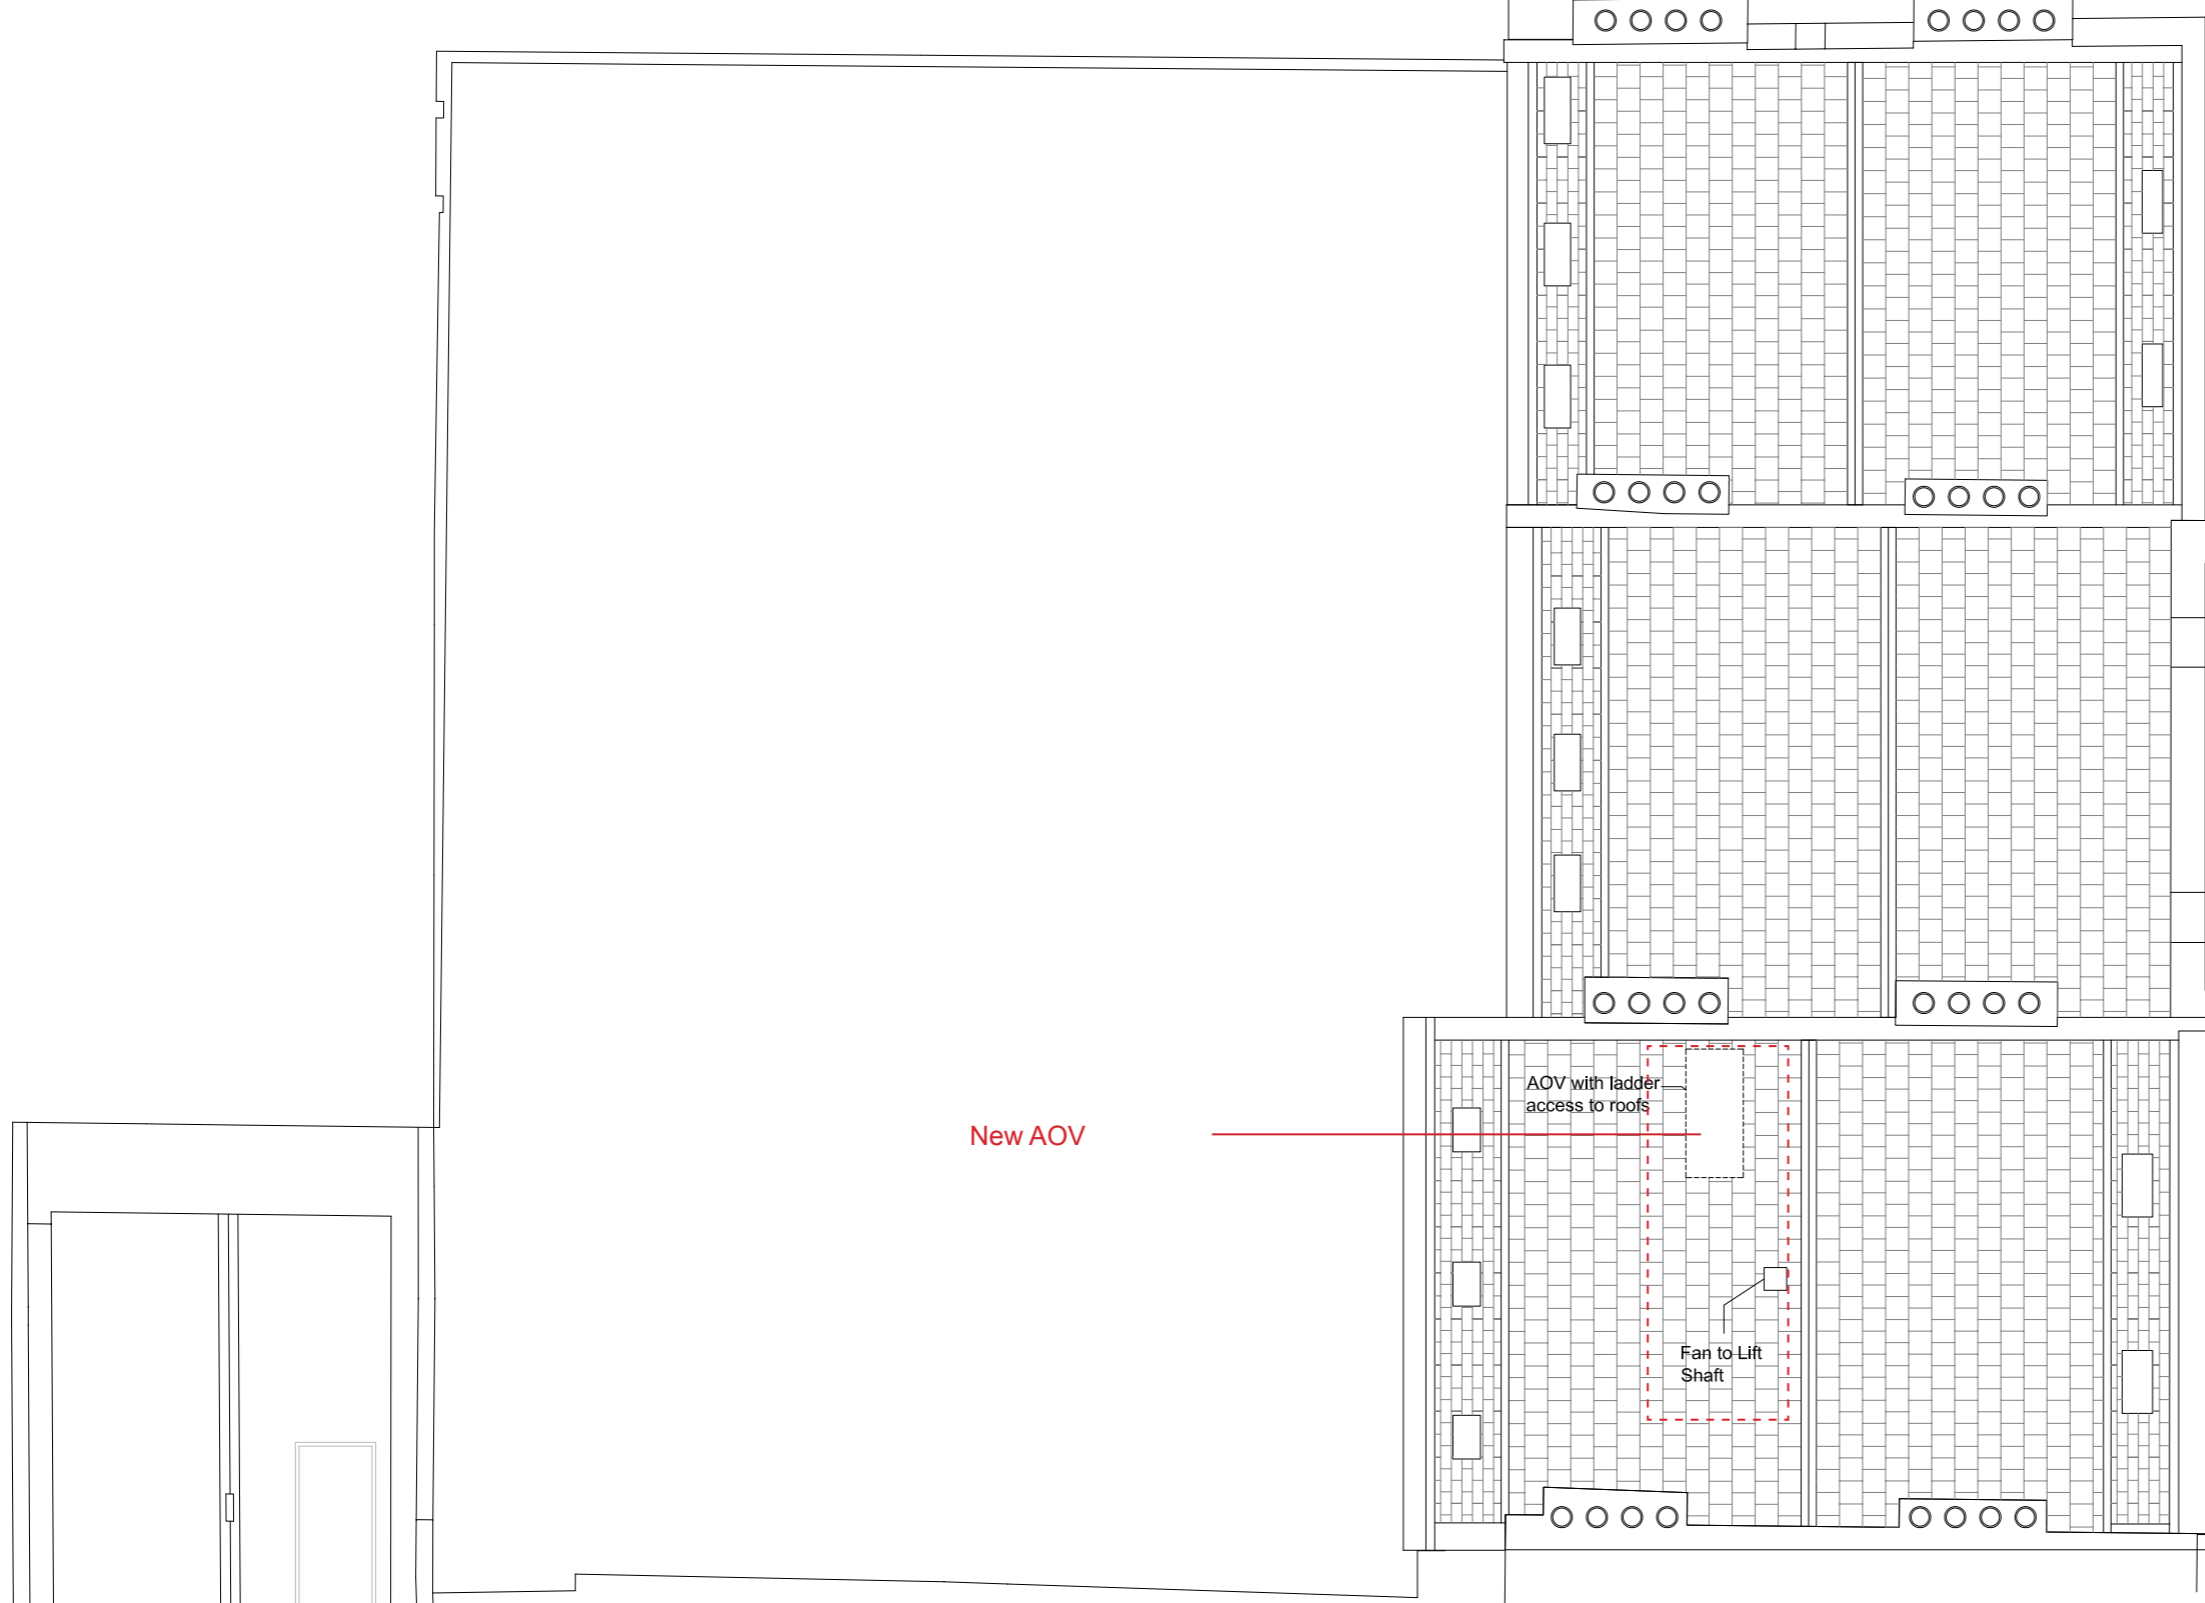 AOV with ladder
access to roofs
New AOV
Fan to Lift
Shaft